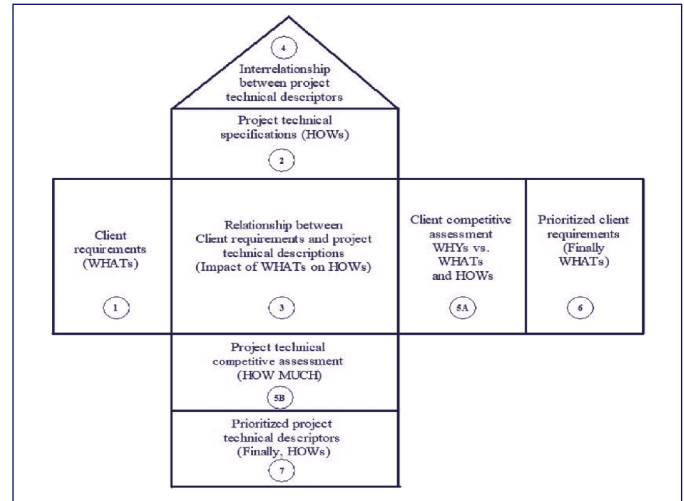 4
Interrelationship
between project
technical descriptors
Project technical
specifications (HOWs)
2
Client
requirements
(WHATs)
1
Relationship between
Client requirements and project
technical descriptions
(Impact of WHATs on HOWs)
3
Client competitive
assessment
WHYs vs.
WHATs
and HOWs
5A
Prioritized client
requirements
(Finally
WHATs)
6
Project technical
competitive assessment
(HOW MUCH)
5B
Prioritized project
technical descriptors
(Finally, HOWs)
7